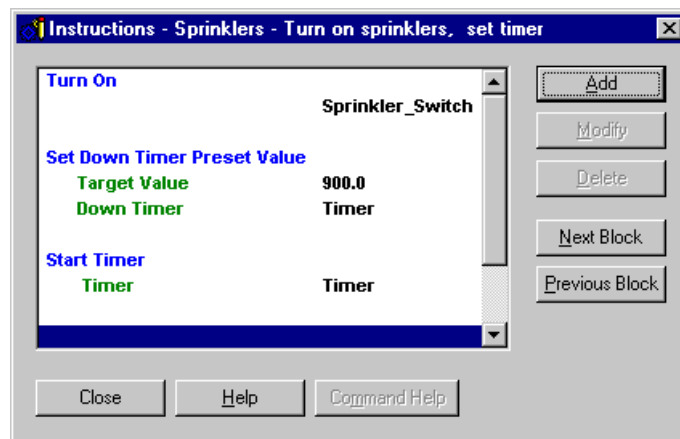 Instructions - Sprinklers - Turn on sprinklers, set timer
Turn On
Sprinkler_Switch
Set Down Timer Preset Value
Target Value 900.0
Down Timer Timer
Start Timer
Timer Timer
Add
Modify
Delete
Next Block
Previous Block
Close Help Command Help